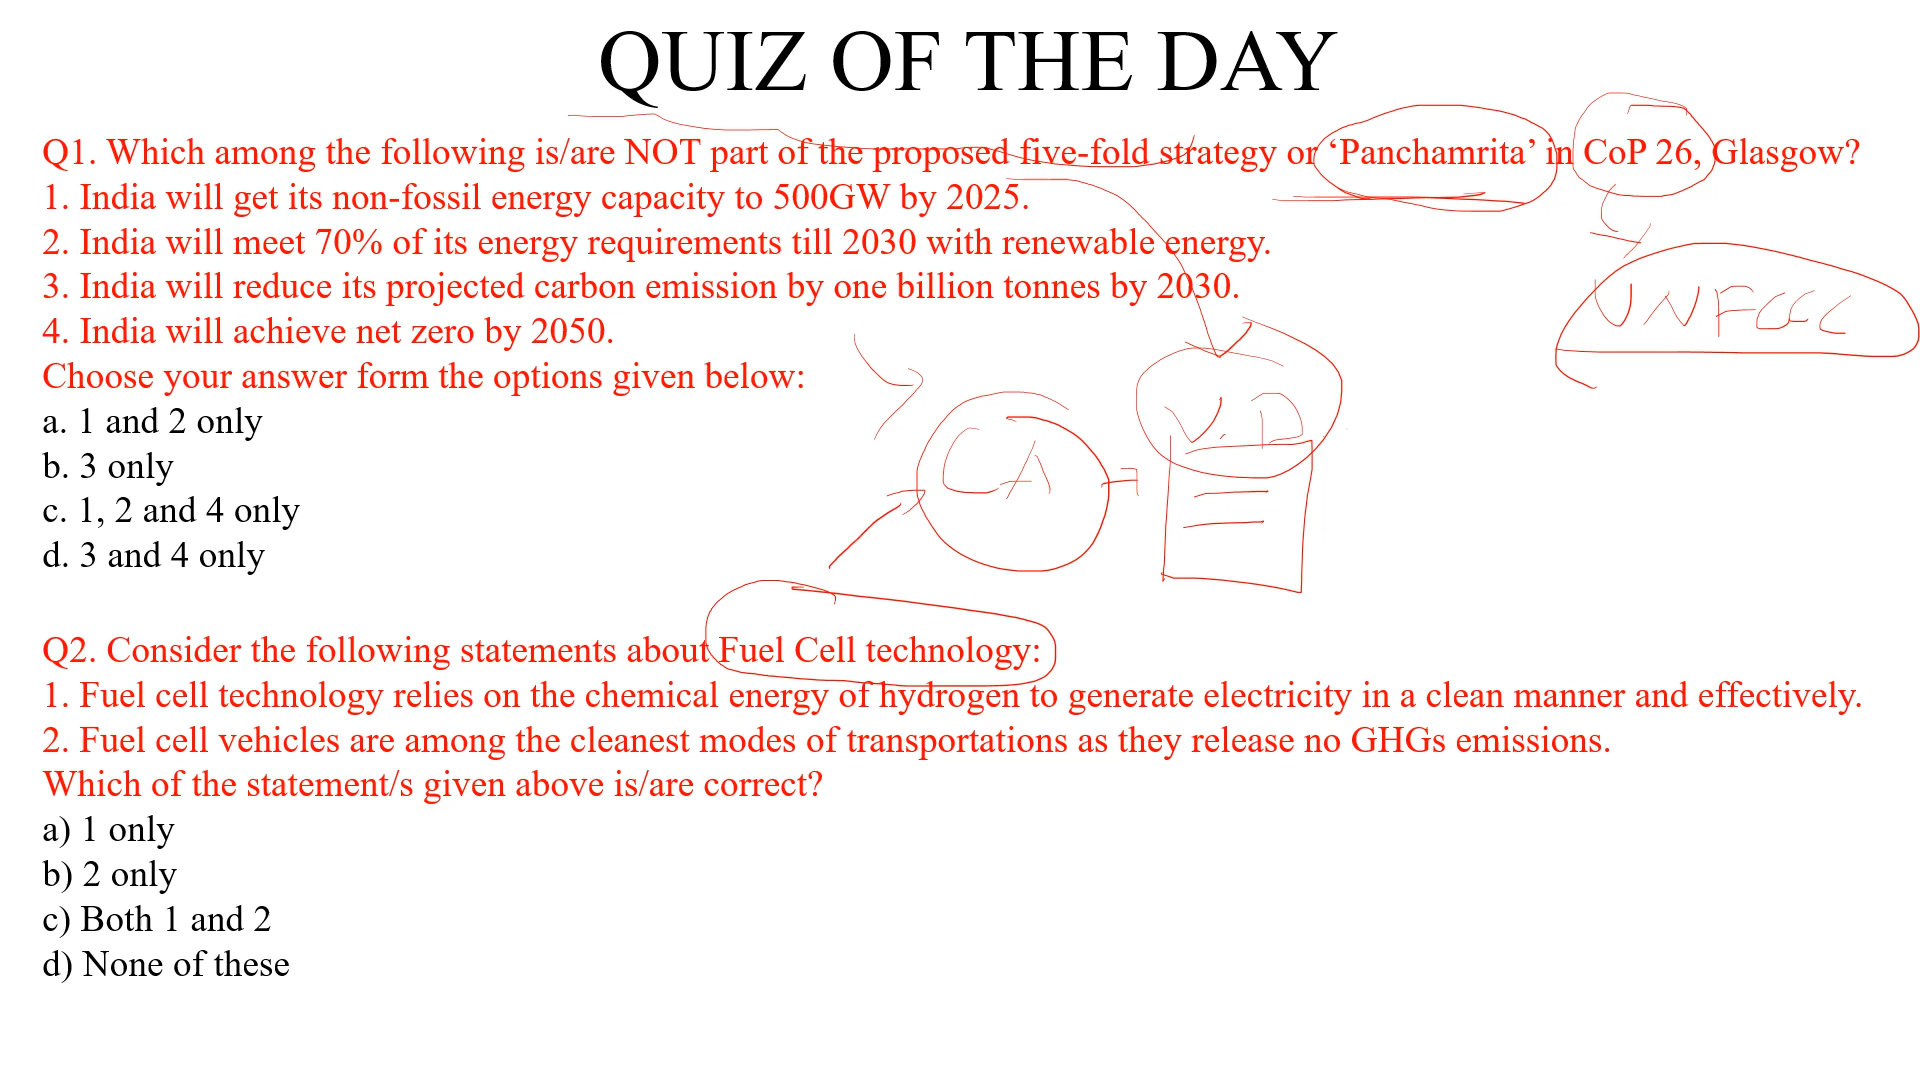 QUIZ OF THE DAY
Q1. Which among the following is/are NOT part of the proposed five-fold strategy or ‘Panchamrita’ in CoP 26, Glasgow?
1. India will get its non-fossil energy capacity to 500GW by 2025.
2. India will meet 70% of its energy requirements till 2030 with renewable energy.
3. India will reduce its projected carbon emission by one billion tonnes by 2030.
UNFCCC
4. India will achieve net zero by 2050.
Choose your answer form the options given below:
a. 1 and 2 only
V.D
b. 3 only
CA
c. 1, 2 and 4 only
d. 3 and 4 only
Q2. Consider the following statements about Fuel Cell technology:
1. Fuel cell technology relies on the chemical energy of hydrogen to generate electricity in a clean manner and effectively.
2. Fuel cell vehicles are among the cleanest modes of transportations as they release no GHGs emissions.
Which of the statement/s given above is/are correct?
a) 1 only
b) 2 only
c) Both 1 and 2
d) None of these